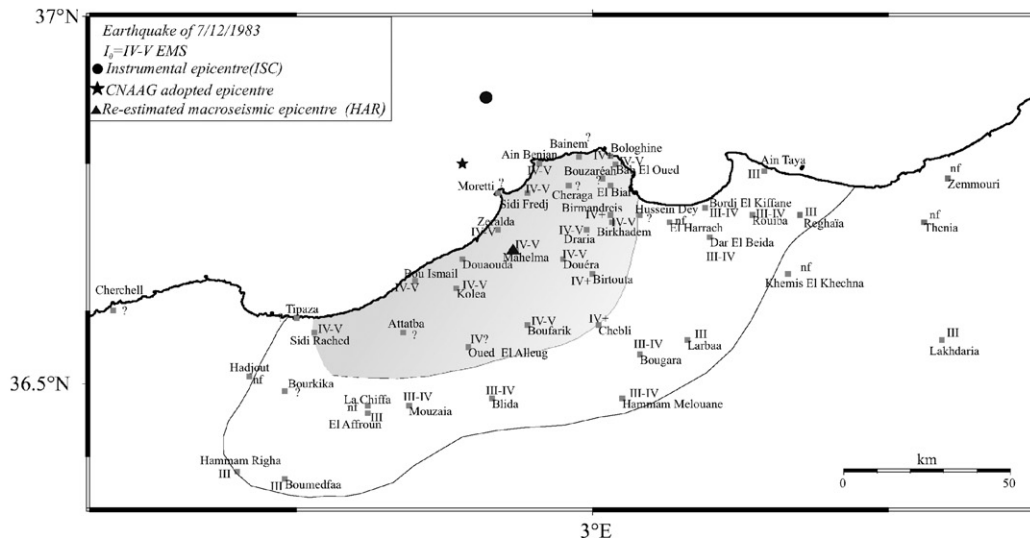 37°N
Earthquake of 7/12/1983
I₀=IV-V EMS
Instrumental epicentre(ISC)
CNAAG adopted epicentre
Re-estimated macroseismic epicentre (HAR)
Bainem ?
Bologhine
IV+
Ain Benian
IV-V
IV-V
Bab El Oued
Bouzareah
?
Ain Taya
III
nf
Zemmouri
Moretti ?
Cheraga
?
El Biar
IV-V
Sidi Fredj
Birmandreis
Hussein Dey
?
Bordj El Kiffane
III-IV
III-IV
Rouiba
III
Reghaïa
nf
Thenia
Zeralda
IV-V
IV-V
Draria
IV+
IV-V
Birkhadem
nf
El Harrach
Dar El Beida
III-IV
IV-V
Mahelma
Douaouda
IV-V
Douéra
IV+
Birtouta
nf
Khemis El Khechna
Bou Ismail
IV-V
IV-V
Kolea
Cherchell
?
Tipaza
IV-V
Sidi Rached
Attatba
?
IV-V
Boufarik
IV+
Chebli
IV?
Oued El Alleug
III
Larbaa
III-IV
Bougara
III
Lakhdaria
36.5°N
Hadjout
nf
Bourkika
?
La Chiffa
nf
III
El Affroun
III-IV
Mouzaia
III-IV
Blida
III-IV
Hammam Melouane
Hammam Righa
III
III
Boumedfaa
km
0
50
3°E